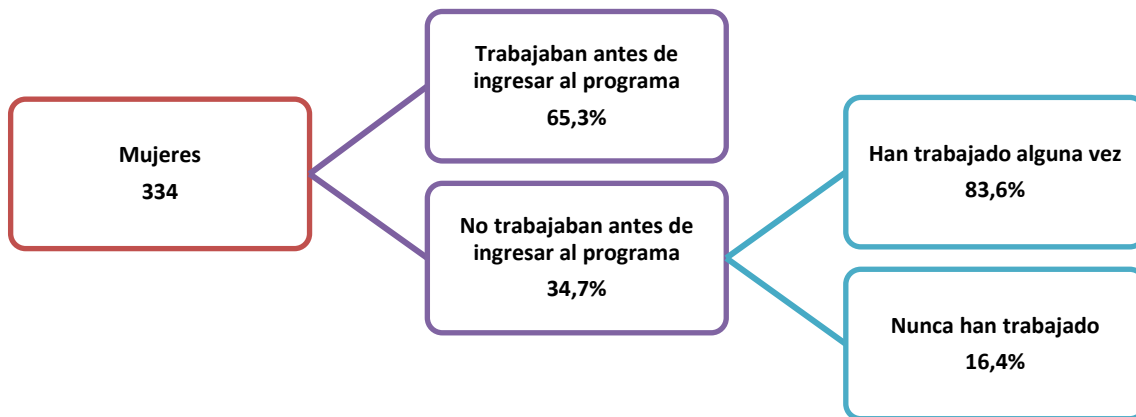 Mujeres
334
Trabajaban antes de
ingresar al programa
65,3%
No trabajaban antes de
ingresar al programa
34,7%
Han trabajado alguna vez
83,6%
Nunca han trabajado
16,4%